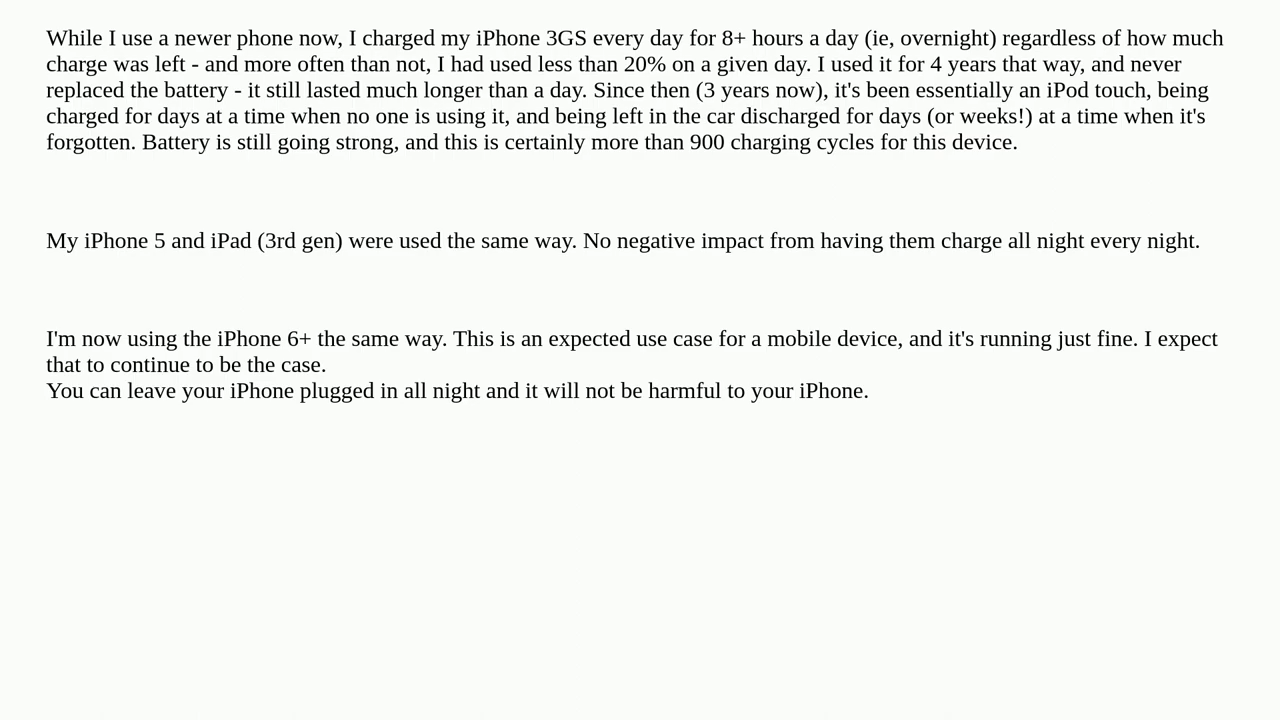 While I use a newer phone now, I charged my iPhone 3GS every day for 8+ hours a day (ie, overnight) regardless of how much
charge was left - and more often than not, I had used less than 20% on a given day. I used it for 4 years that way, and never
replaced the battery - it still lasted much longer than a day. Since then (3 years now), it's been essentially an iPod touch, being
charged for days at a time when no one is using it, and being left in the car discharged for days (or weeks!) at a time when it's
forgotten. Battery is still going strong, and this is certainly more than 900 charging cycles for this device.
My iPhone 5 and iPad (3rd gen) were used the same way. No negative impact from having them charge all night every night.
I'm now using the iPhone 6+ the same way. This is an expected use case for a mobile device, and it's running just fine. I expect
that to continue to be the case.
You can leave your iPhone plugged in all night and it will not be harmful to your iPhone.